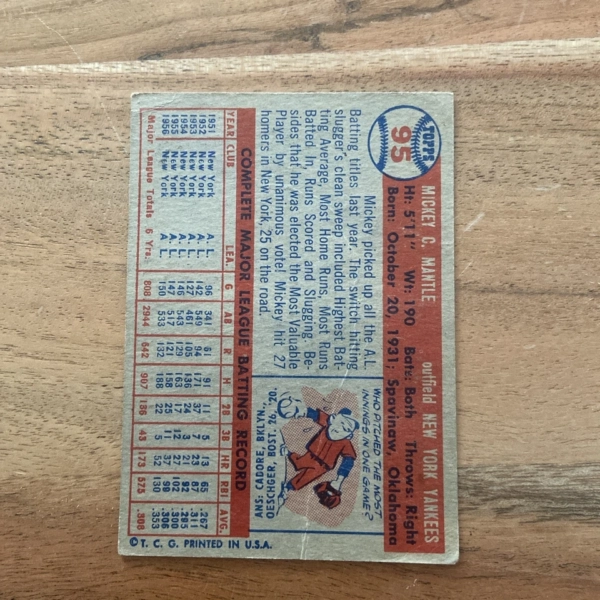 TOPPS
95
MICKEY C. MANTLE outfield NEW YORK YANKEES
Ht: 5'11" Wt: 190 Bats: Both Throws: Right
Born: October 20, 1931: Spavinaw, Oklahoma
Mickey picked up all the A.L.
Batting titles last year. The switch hitting
slugger's clean sweep included Highest Bat-
ting Average, Most Home Runs, Most Runs
Batted In, Runs Scored and Slugging. Be-
sides that he was elected the Most Valuable
Player by unanimous vote! Mickey hit 27
homers in New York, 25 on the road.
WHO PITCHED THE MOST
INNINGS IN ONE GAME?
ANS: CADORE, BKLYN.,
OESCHGER, BOST. 26, '20.
COMPLETE MAJOR LEAGUE BATTING RECORD
YEAR CLUB LEA. G AB R H 2B 3B HR RBI AVG.
1951 New York A. L. 96 341 61 91 11 5 13 65 .267
1952 New York A. L. 142 549 94 171 37 7 23 87 .311
1953 New York A. L. 127 461 105 136 24 3 21 92 .295
1954 New York A. L. 146 543 129 163 17 12 27 102 .300
1955 New York A. L. 147 517 121 158 25 11 37 99 .306
1956 New York A. L. 150 533 132 188 22 5 52 130 .353
Major League Totals 6 Yrs. 808 2944 642 907 43 173 575 .308
© T. C. G. PRINTED IN U.S.A.